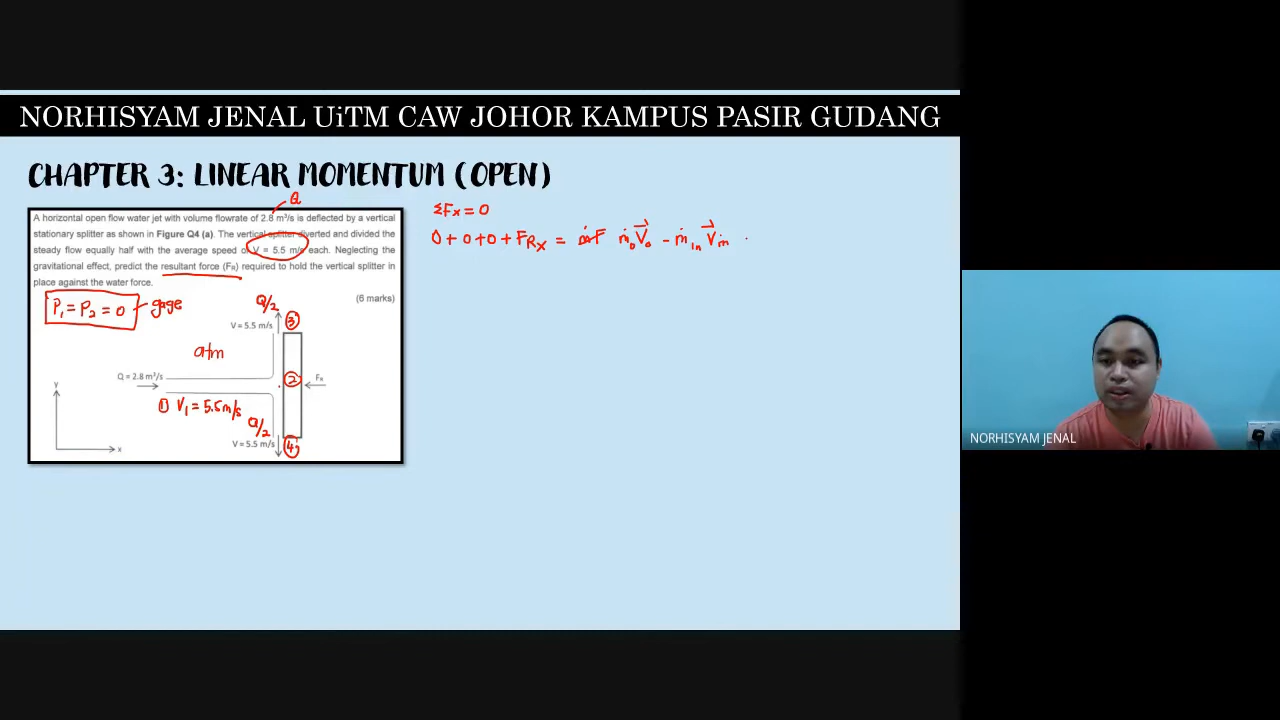 NORHISYAM JENAL UiTM CAW JOHOR KAMPUS PASIR GUDANG
CHAPTER 3: LINEAR MOMENTUM (OPEN)
Q
A horizontal open flow water jet with volume flowrate of 2.8 m³/s is deflected by a vertical
stationary splitter as shown in Figure Q4 (a). The vertical splitter diverted and divided the
steady flow equally half with the average speed of V = 5.5 m/s each. Neglecting the
gravitational effect, predict the resultant force (FR) required to hold the vertical splitter in
place against the water force.
(6 marks)
P₁ = P₂ = 0 gage
Q/2
V = 5.5 m/s
3
atm
Q = 2.8 m³/s
2
FR
y
1 V₁ = 5.5 m/s
Q/2
V = 5.5 m/s
4
x
ΣFx = 0
0 + 0 + 0 + FRx = ṁF ṁoV⃗o - ṁinV⃗in
NORHISYAM JENAL